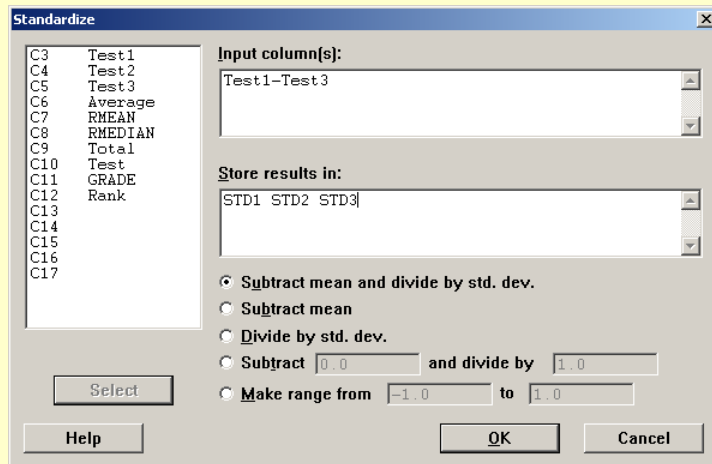 Standardize
C3 Test1
C4 Test2
C5 Test3
C6 Average
C7 RMEAN
C8 RMEDIAN
C9 Total
C10 Test
C11 GRADE
C12 Rank
C13
C14
C15
C16
C17
Select
Help
Input column(s):
Test1-Test3
Store results in:
STD1 STD2 STD3
Subtract mean and divide by std. dev.
Subtract mean
Divide by std. dev.
Subtract 0.0 and divide by 1.0
Make range from -1.0 to 1.0
OK Cancel